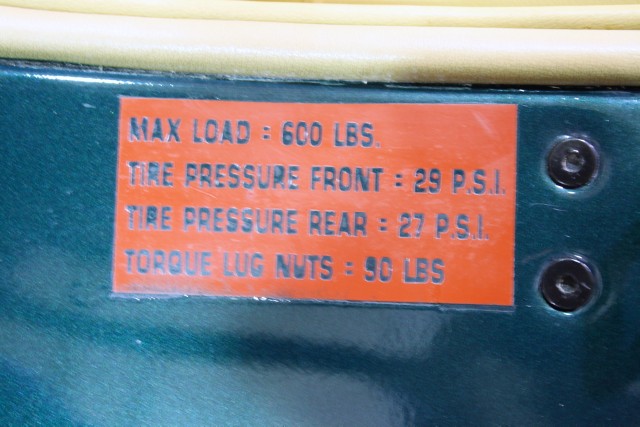 MAX LOAD : 600 LBS.
TIRE PRESSURE FRONT : 29 P.S.I.
TIRE PRESSURE REAR : 27 P.S.I.
TORQUE LUG NUTS : 90 LBS